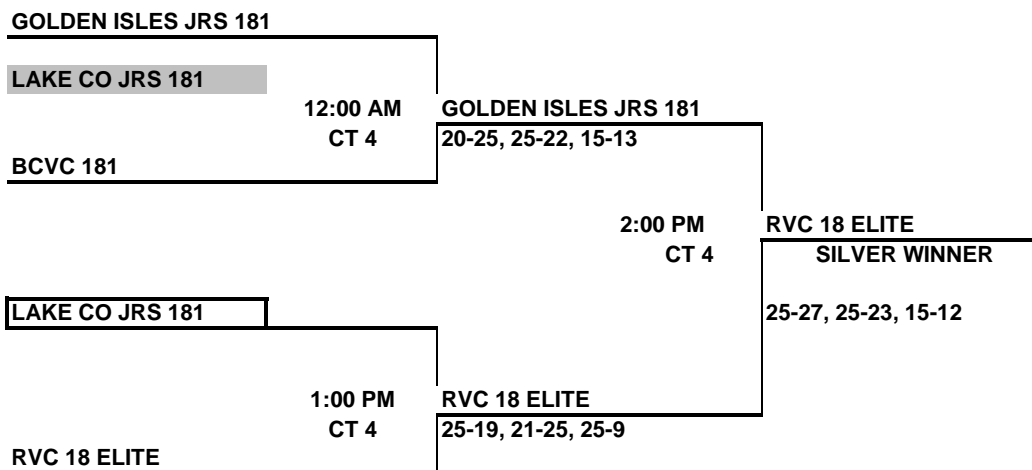 GOLDEN ISLES JRS 181
LAKE CO JRS 181
12:00 AM GOLDEN ISLES JRS 181
CT 4 20-25, 25-22, 15-13
BCVC 181
2:00 PM RVC 18 ELITE
CT 4 SILVER WINNER
LAKE CO JRS 181 25-27, 25-23, 15-12
1:00 PM RVC 18 ELITE
CT 4 25-19, 21-25, 25-9
RVC 18 ELITE